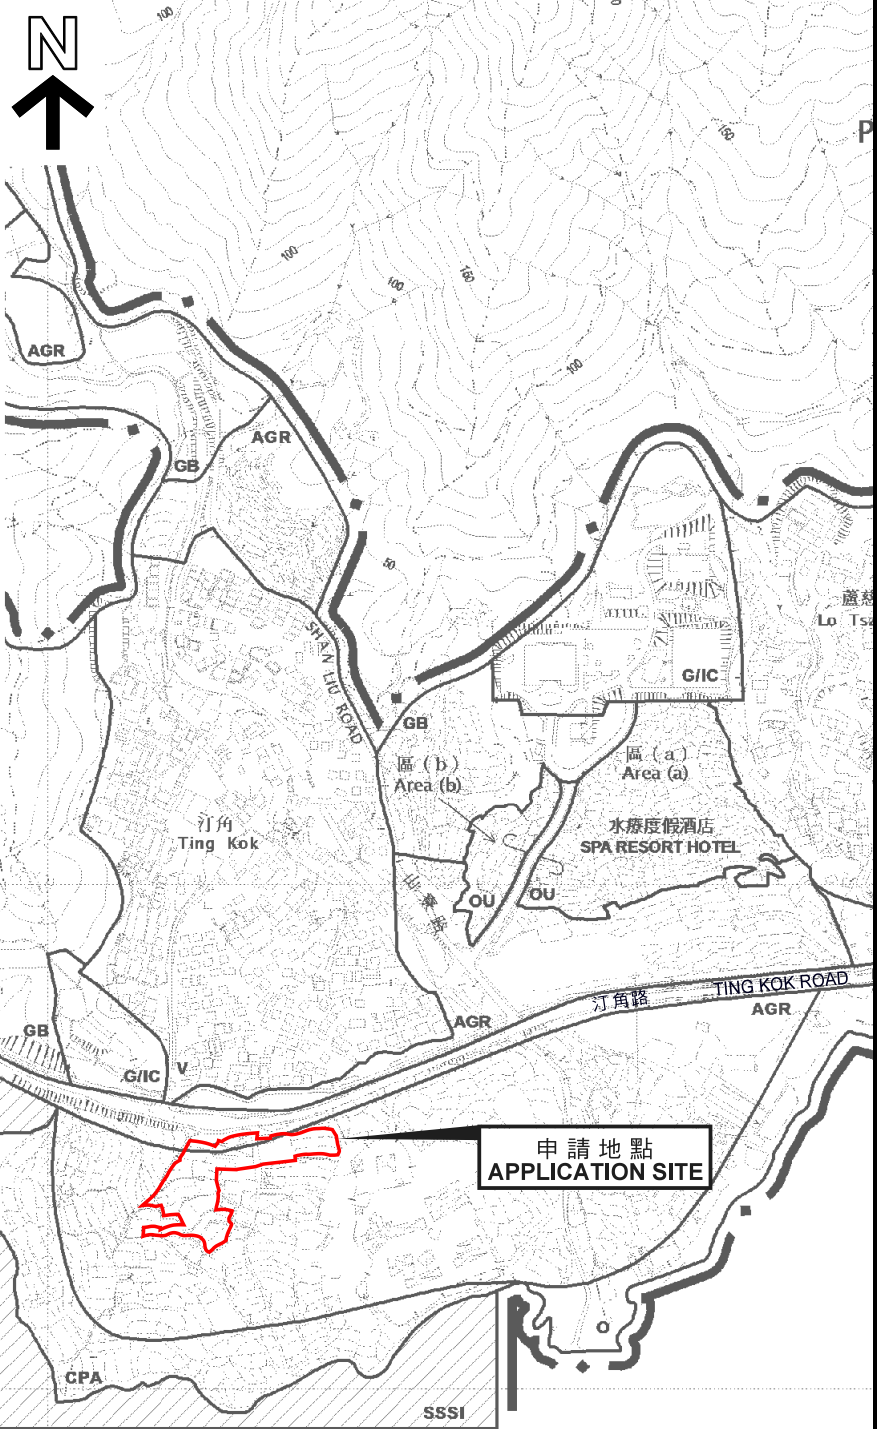 N
100
150
P
100
100
150
AGR
100
AGR
GB
50
蘆慈
Lo Tsz
SHAN LIU ROAD
G/IC
GB
區 ( b )
Area (b)
區 ( a )
Area (a)
汀角
Ting Kok
水療度假酒店
SPA RESORT HOTEL
山寮路
OU
OU
汀角路
TING KOK ROAD
AGR
AGR
GB
G/IC
V
申請地點
APPLICATION SITE
O
CPA
SSSI